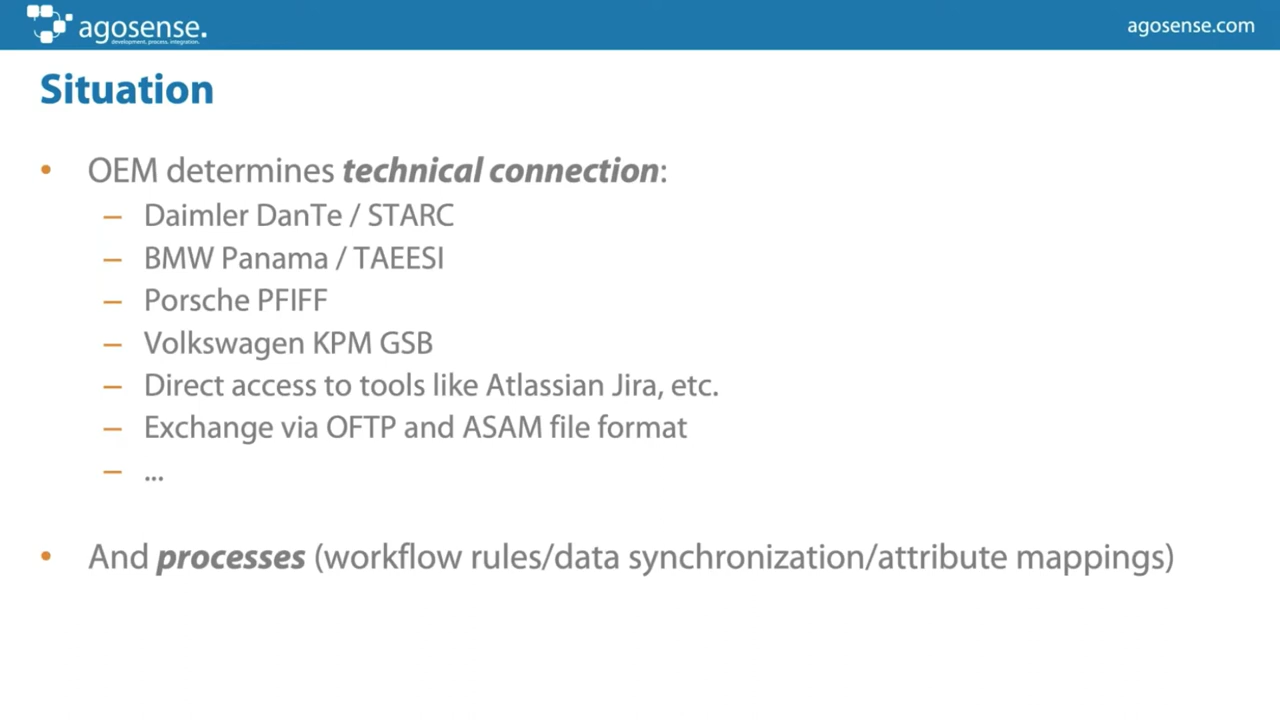 agosense.
development, process, integration.
agosense.com
Situation
• OEM determines technical connection:
– Daimler DanTe / STARC
– BMW Panama / TAEESI
– Porsche PFIFF
– Volkswagen KPM GSB
– Direct access to tools like Atlassian Jira, etc.
– Exchange via OFTP and ASAM file format
– ...
• And processes (workflow rules/data synchronization/attribute mappings)